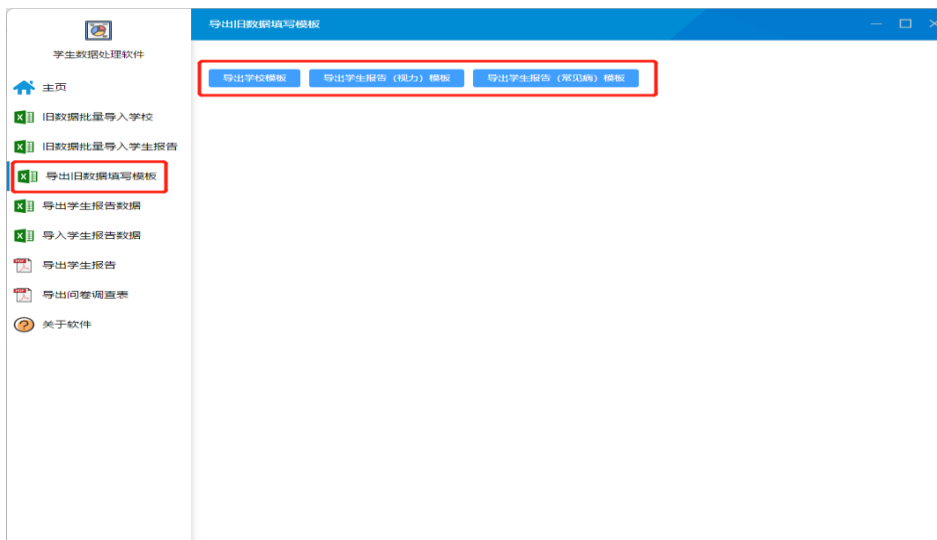 学生数据处理软件
主页
旧数据批量导入学校
旧数据批量导入学生报告
导出旧数据填写模板
导出学生报告数据
导入学生报告数据
导出学生报告
导出问卷调查表
关于软件
导出旧数据填写模板
导出学校模板 导出学生报告（视力）模板 导出学生报告（常见病）模板